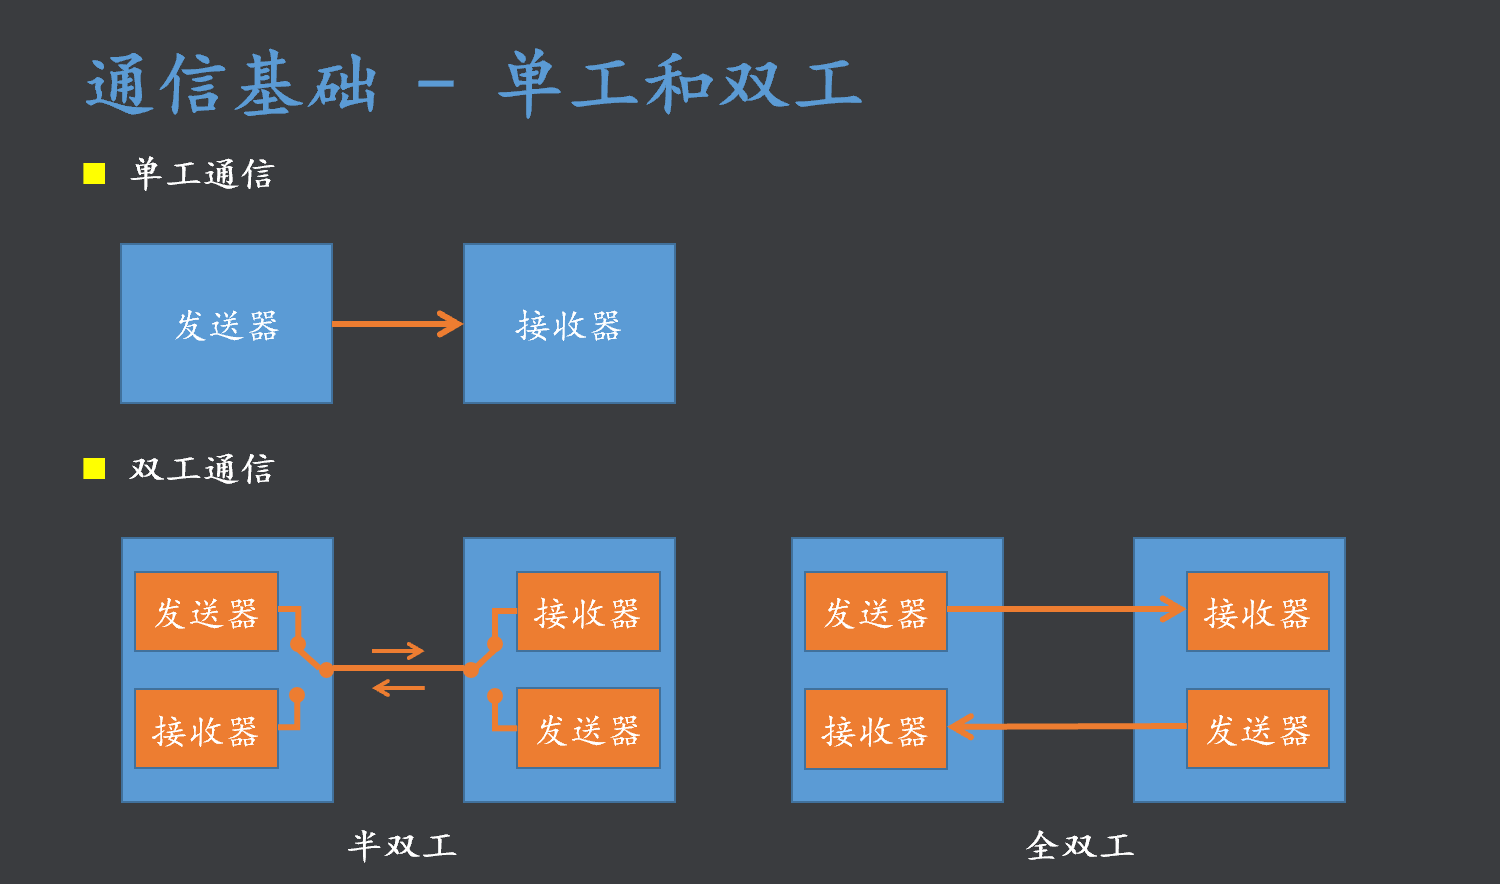 通信基础 - 单工和双工
单工通信
发送器
接收器
双工通信
发送器
接收器
接收器
发送器
半双工
发送器
接收器
接收器
发送器
全双工